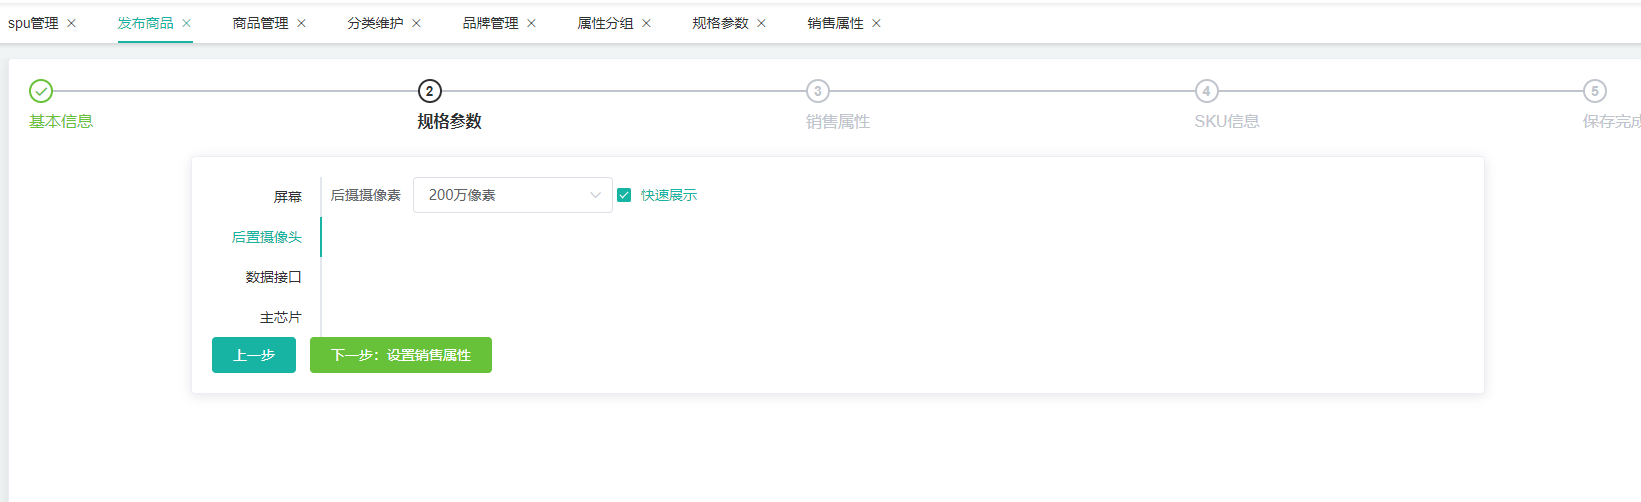 spu管理 发布商品 商品管理 分类维护 品牌管理 属性分组 规格参数 销售属性
2 3 4 5
基本信息 规格参数 销售属性 SKU信息 保存完成
屏幕 后摄摄像素 200万像素 快速展示
后置摄像头
数据接口
主芯片
上一步 下一步：设置销售属性